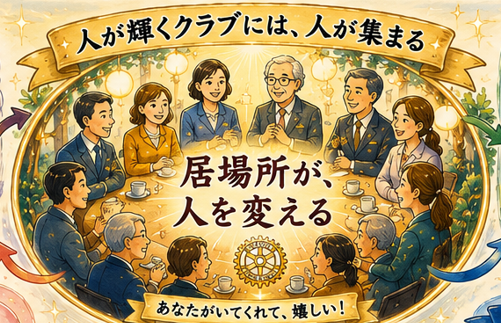 人が輝くクラブには、人が集まる
居場所が、
人を変える
あなたがいてくれて、嬉しい！